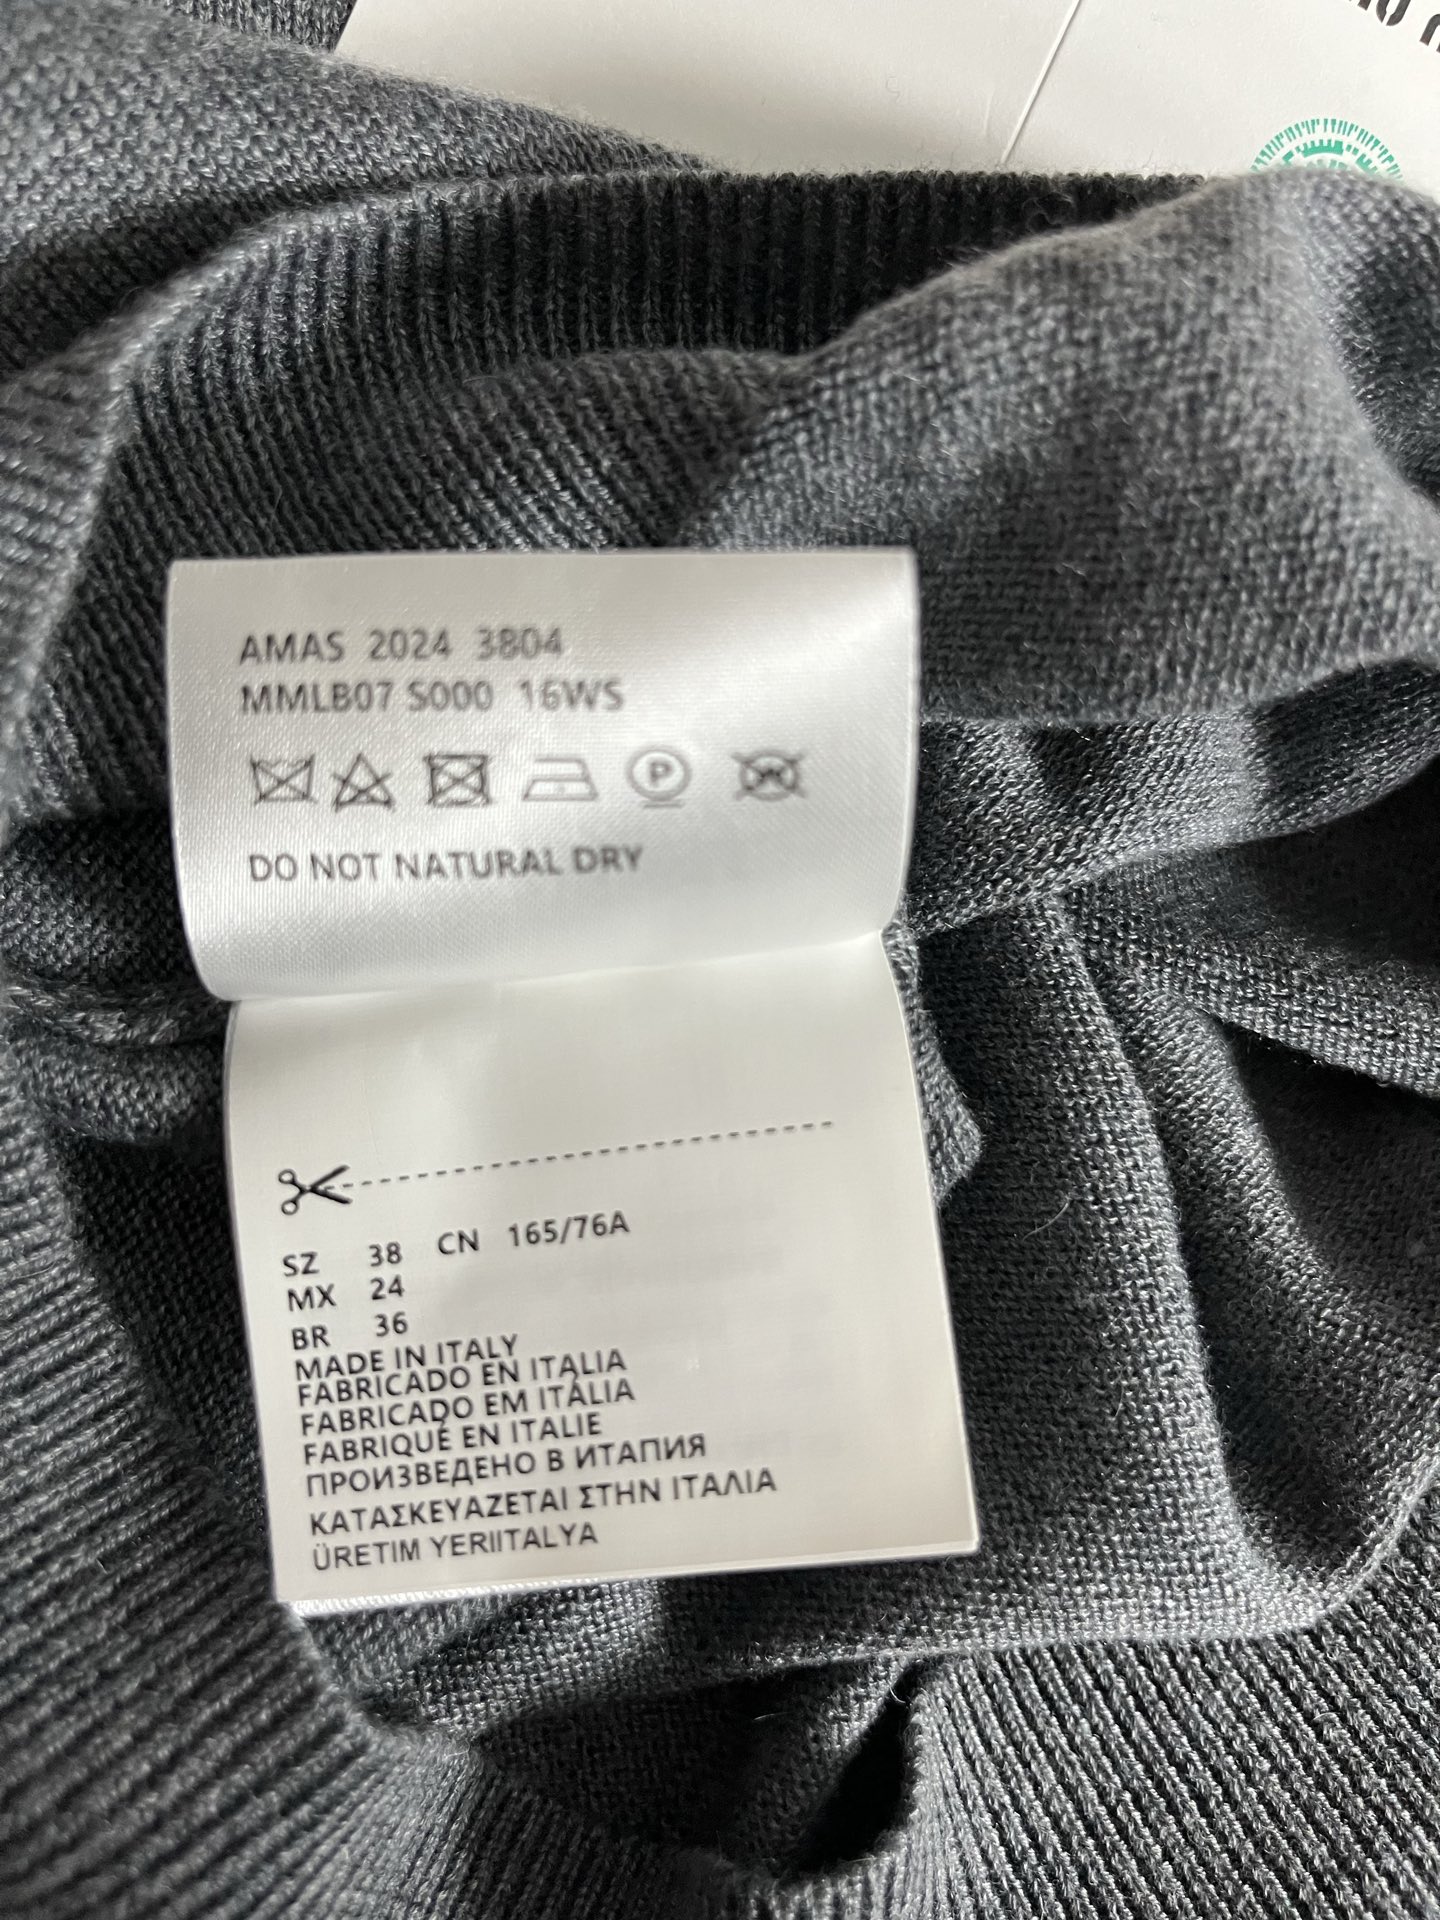 AMAS 2024 3804
MMLB07 S000 16WS
P
DO NOT NATURAL DRY
SZ 38 CN 165/76A
MX 24
BR 36
MADE IN ITALY
FABRICADO EN ITALIA
FABRICADO EM ITÁLIA
FABRIQUÉ EN ITALIE
ПРОИЗВЕДЕНО В ИТАПИЯ
ΚΑΤΑΣΚΕΥΑΖΕΤΑΙ ΣΤΗΝ ΙΤΑΛΙΑ
ÜRETIM YERIITALYA